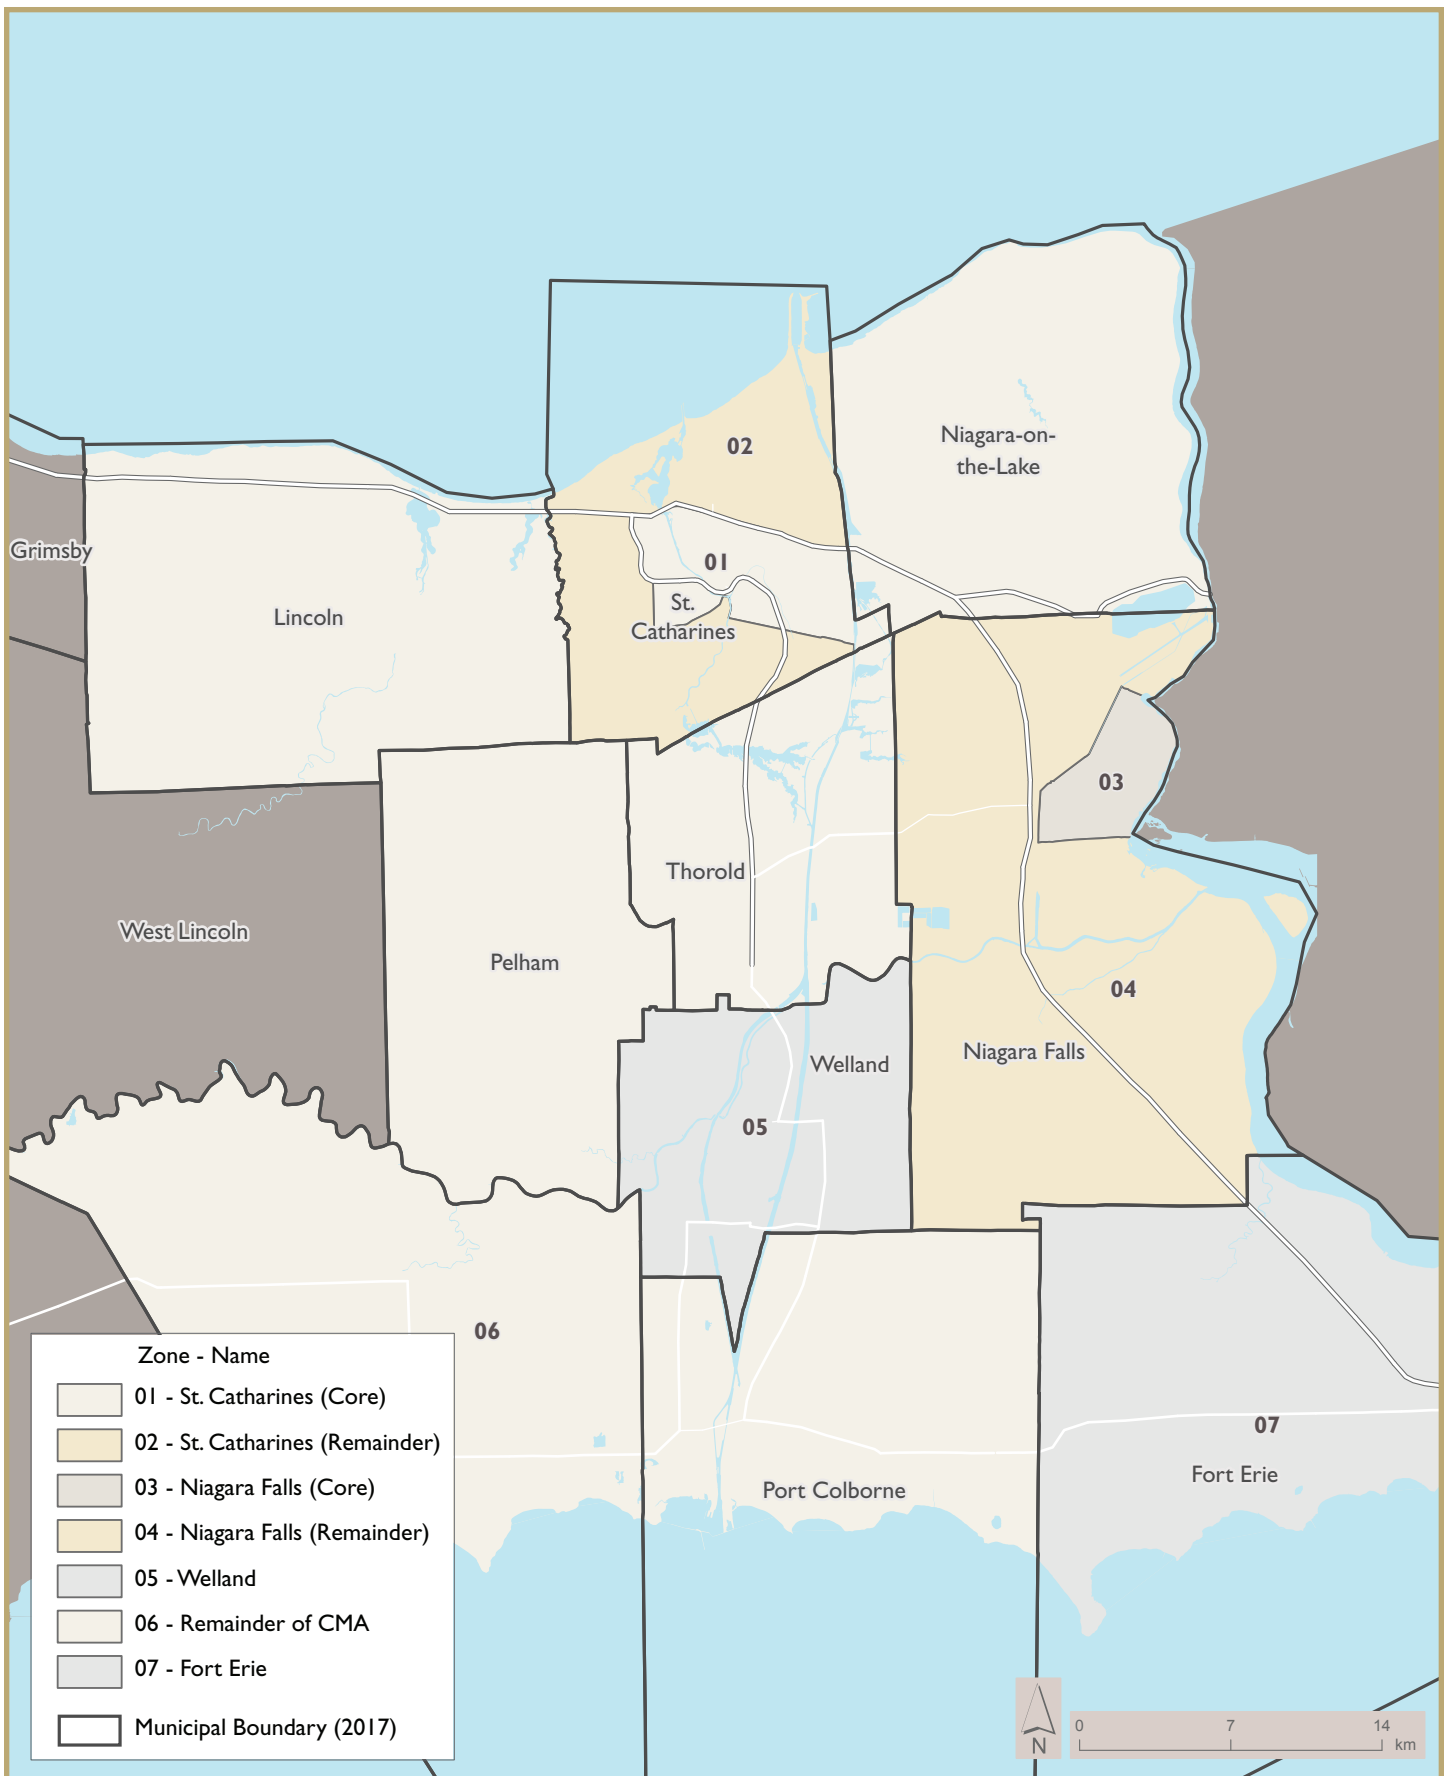 02
Niagara-on-
the-Lake
Grimsby
01
St.
Catharines
Lincoln
03
Thorold
West Lincoln
Pelham
04
Niagara Falls
Welland
05
06
07
Fort Erie
Port Colborne
Zone - Name
01 - St. Catharines (Core)
02 - St. Catharines (Remainder)
03 - Niagara Falls (Core)
04 - Niagara Falls (Remainder)
05 - Welland
06 - Remainder of CMA
07 - Fort Erie
Municipal Boundary (2017)
N
0 7 14
km